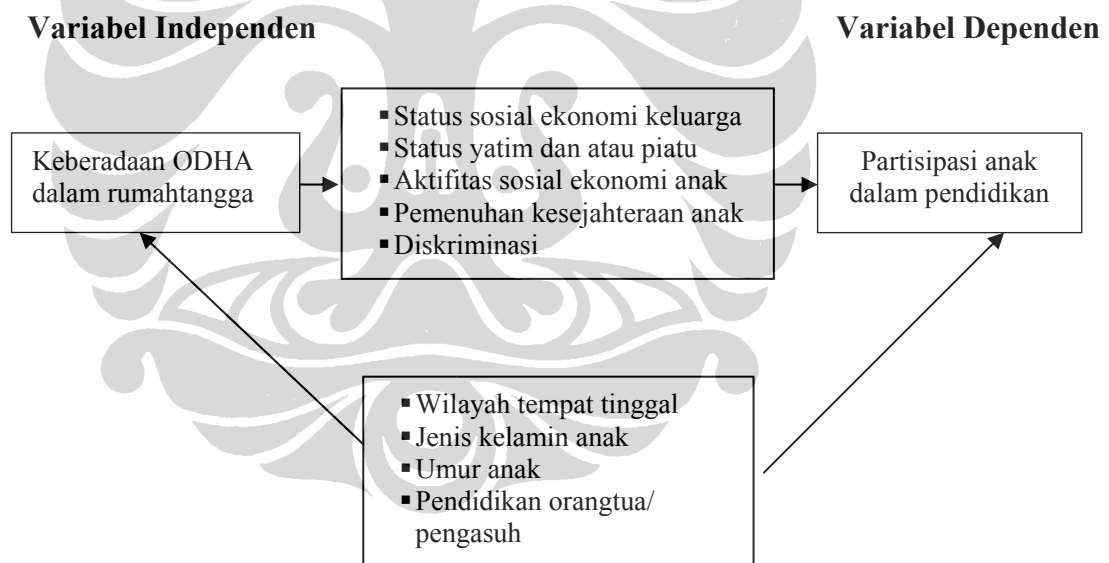 Variabel Independen
Variabel Dependen
Keberadaan ODHA
dalam rumahtangga
▪ Status sosial ekonomi keluarga
▪ Status yatim dan atau piatu
▪ Aktifitas sosial ekonomi anak
▪ Pemenuhan kesejahteraan anak
▪ Diskriminasi
Partisipasi anak
dalam pendidikan
▪ Wilayah tempat tinggal
▪ Jenis kelamin anak
▪ Umur anak
▪ Pendidikan orangtua/
pengasuh